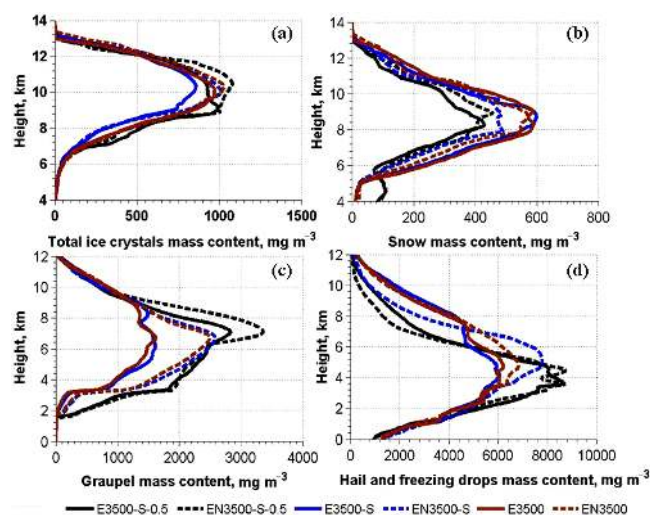 14
12
10
8
6
4
Height, km
(a)
0 500 1000 1500
Total ice crystals mass content, mg m⁻³
14
12
10
8
6
4
Height, km
(b)
0 200 400 600 800
Snow mass content, mg m⁻³
12
10
8
6
4
2
0
Height, km
(c)
0 1000 2000 3000 4000
Graupel mass content, mg m⁻³
12
10
8
6
4
2
0
Height, km
(d)
0 2000 4000 6000 8000 10000
Hail and freezing drops mass content, mg m⁻³
E3500-S-0.5 EN3500-S-0.5 E3500-S EN3500-S E3500 EN3500